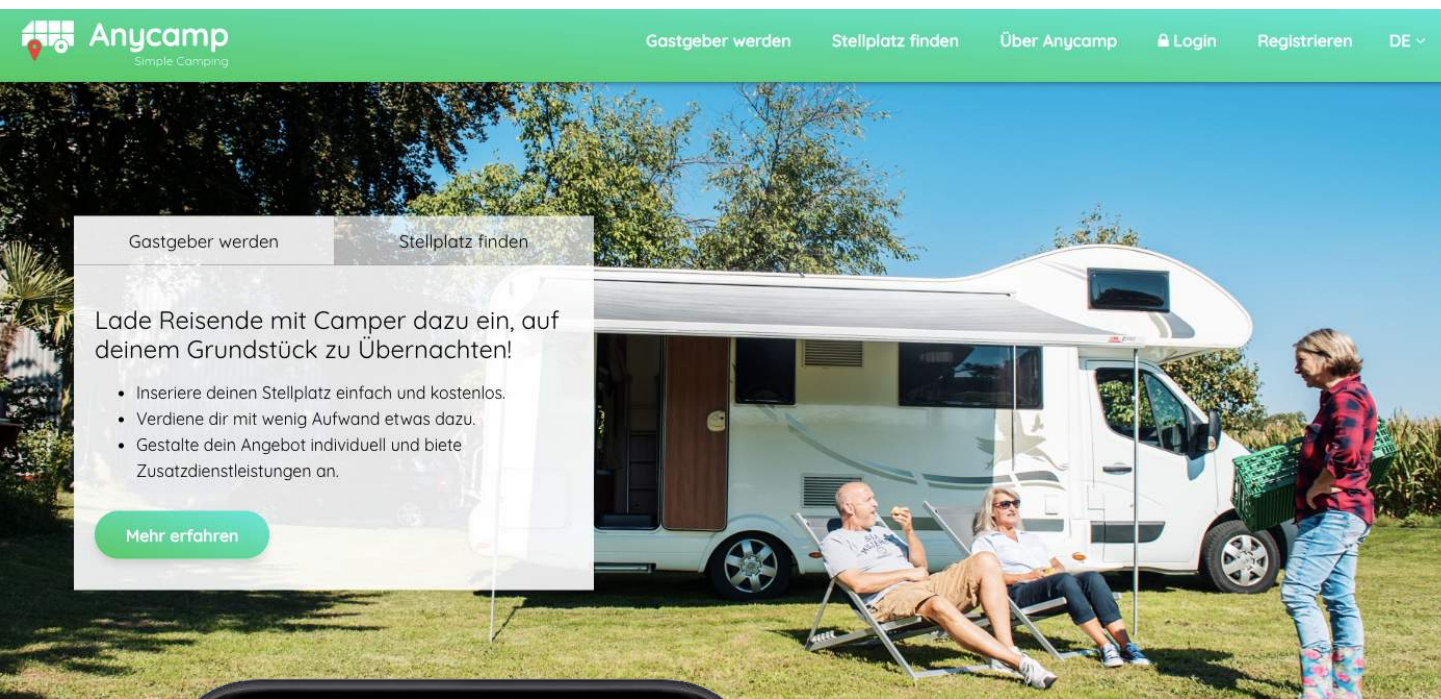 Anycamp
Simple Camping
Gastgeber werden
Stellplatz finden
Über Anycamp
Login
Registrieren
DE
Gastgeber werden
Stellplatz finden
Lade Reisende mit Camper dazu ein, auf
deinem Grundstück zu Übernachten!
• Inseriere deinen Stellplatz einfach und kostenlos.
• Verdiene dir mit wenig Aufwand etwas dazu.
• Gestalte dein Angebot individuell und biete
Zusatzdienstleistungen an.
Mehr erfahren